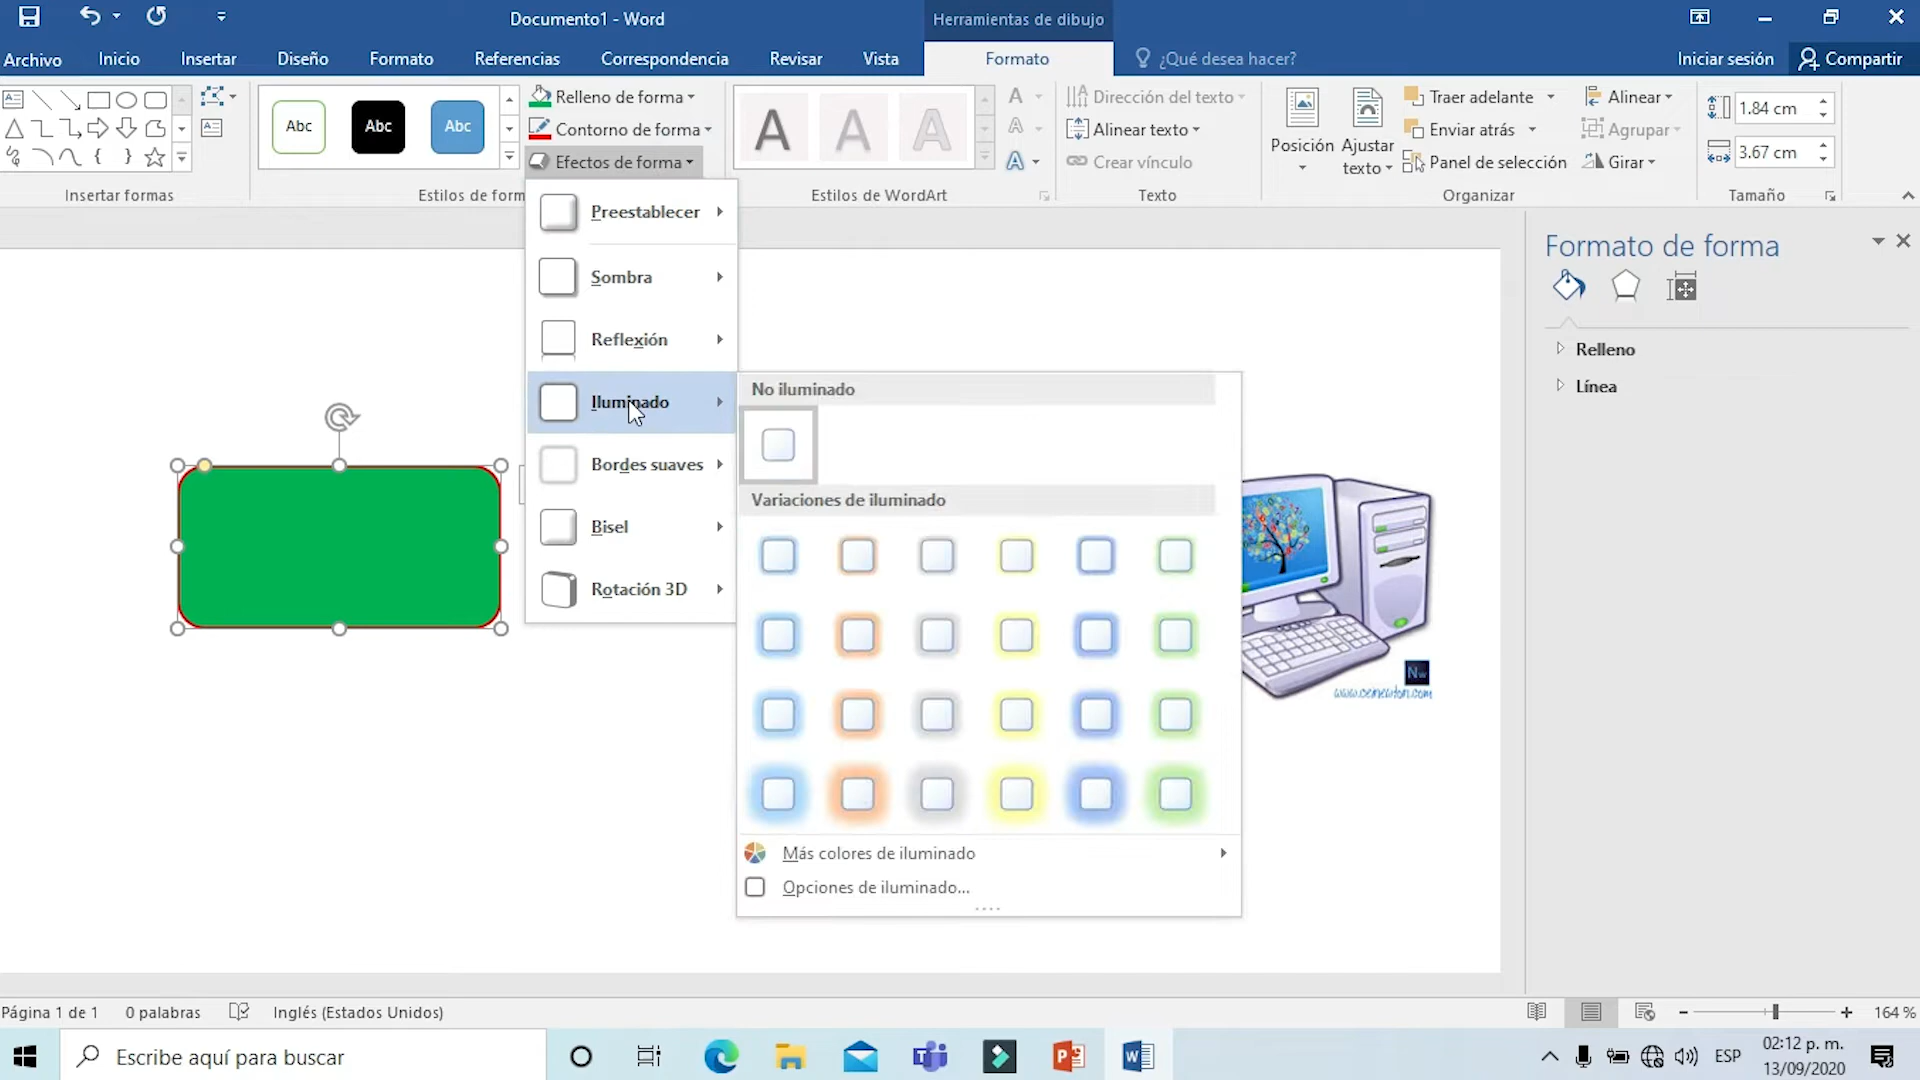 Documento1 - Word
Herramientas de dibujo
Archivo Inicio Insertar Diseño Formato Referencias Correspondencia Revisar Vista Formato ¿Qué desea hacer? Iniciar sesión Compartir
Abc Abc Abc
Relleno de forma
Contorno de forma
Efectos de forma
A A A
A
A
A
Dirección del texto
Alinear texto
Crear vínculo
Posición
Ajustar texto
Traer adelante
Enviar atrás
Panel de selección
Alinear
Agrupar
Girar
1.84 cm
3.67 cm
Insertar formas
Estilos de form
Estilos de WordArt
Texto
Organizar
Tamaño
Preestablecer
Sombra
Reflexión
Iluminado
Bordes suaves
Bisel
Rotación 3D
No iluminado
Variaciones de iluminado
Más colores de iluminado
Opciones de iluminado...
Formato de forma
Relleno
Línea
Nw
www.ceinewton.com
Página 1 de 1 0 palabras Inglés (Estados Unidos)
164 %
Escribe aquí para buscar
ESP
02:12 p. m.
13/09/2020